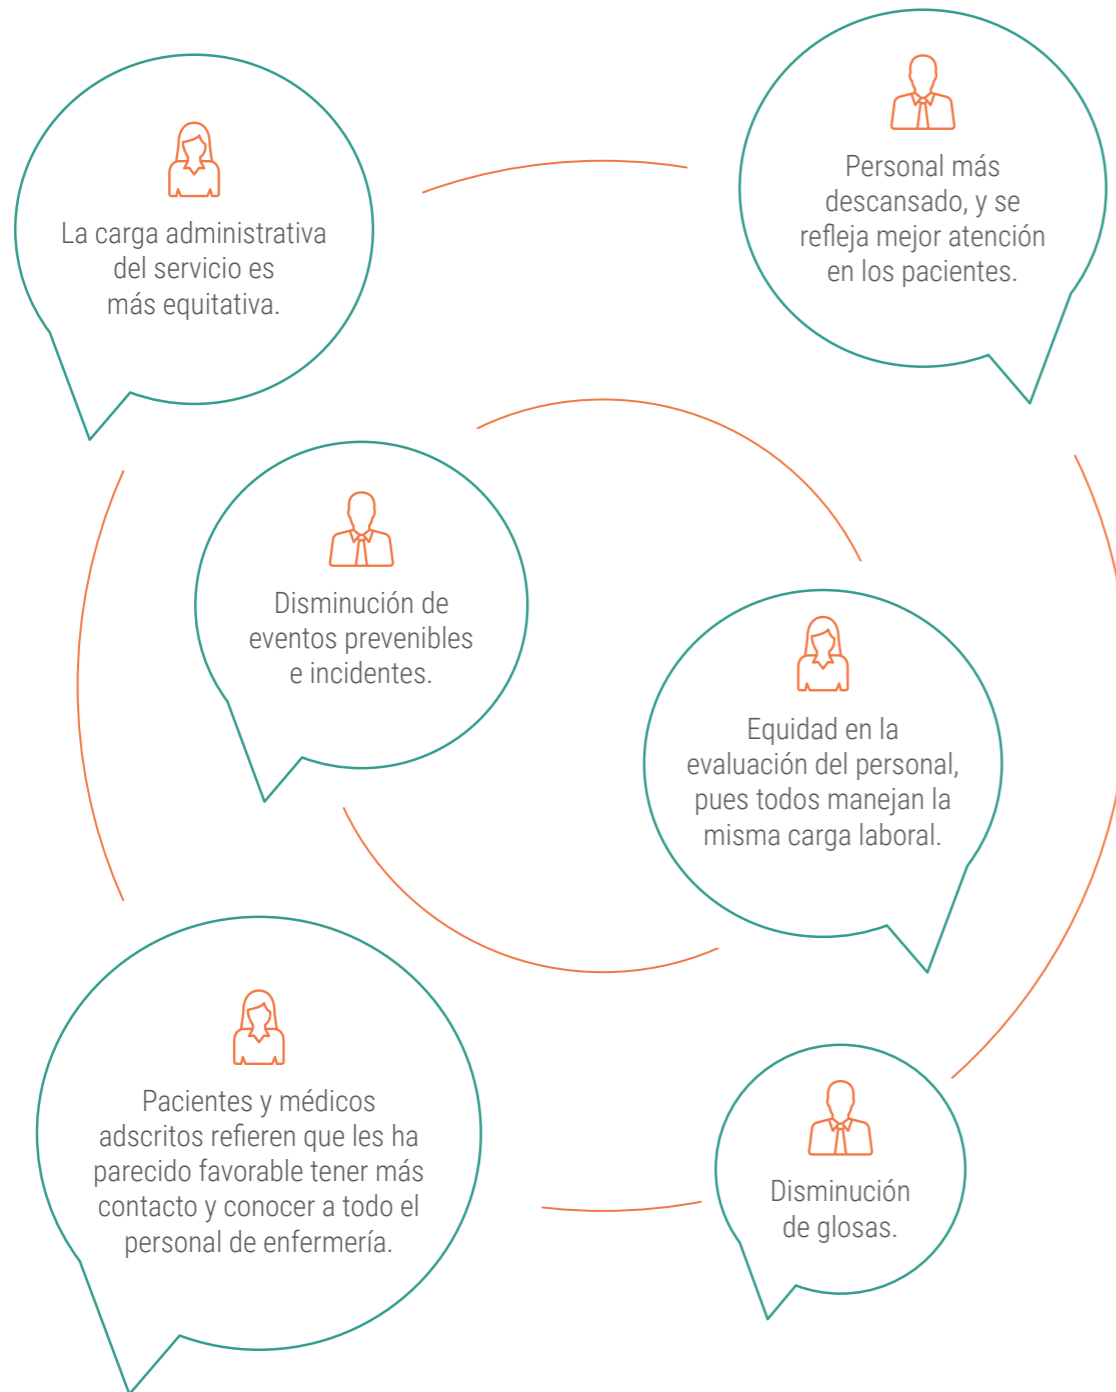 La carga administrativa
del servicio es
más equitativa.
Personal más
descansado, y se
refleja mejor atención
en los pacientes.
Disminución de
eventos prevenibles
e incidentes.
Equidad en la
evaluación del personal,
pues todos manejan la
misma carga laboral.
Pacientes y médicos
adscritos refieren que les ha
parecido favorable tener más
contacto y conocer a todo el
personal de enfermería.
Disminución
de glosas.